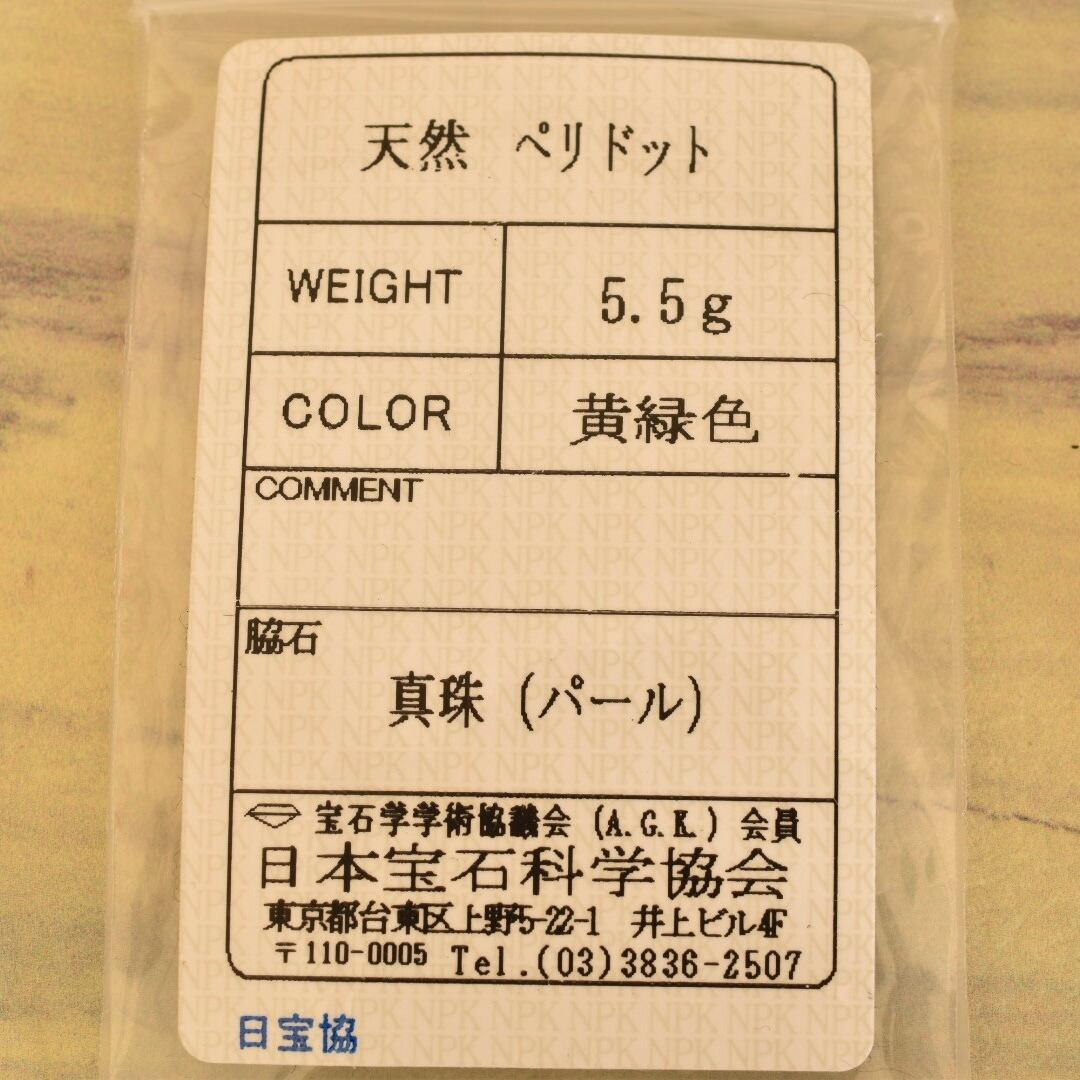 天然 ペリドット
WEIGHT 5.5g
COLOR 黄緑色
COMMENT
脇石
真珠 (パール)
宝石学学術協議会 (A.G.K.) 会員
日本宝石科学協会
東京都台東区上野5-22-1 井上ビル4F
〒110-0005 Tel.(03)3836-2507
日宝協